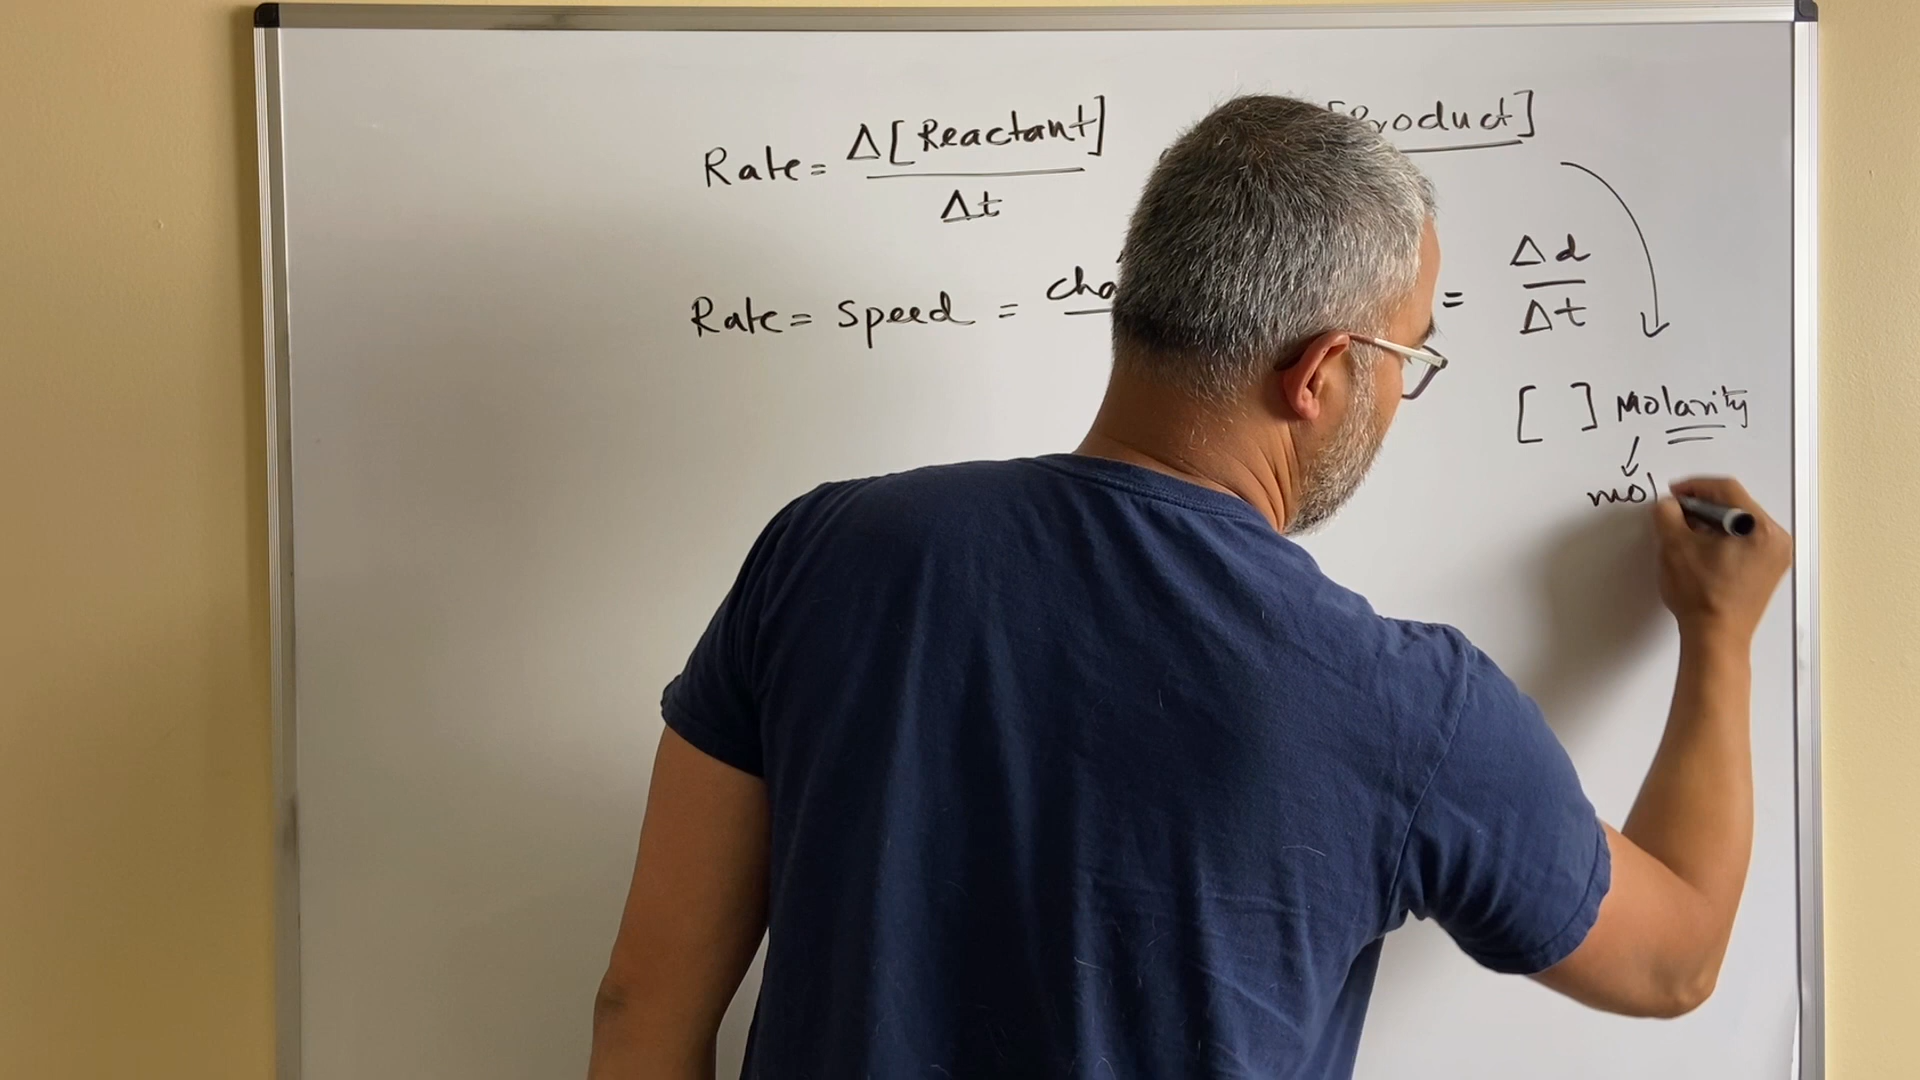 Rate = Δ[Reactant] Product]
Δt
Rate = speed = cha = Δd
Δt
[ ] Molarity
mol